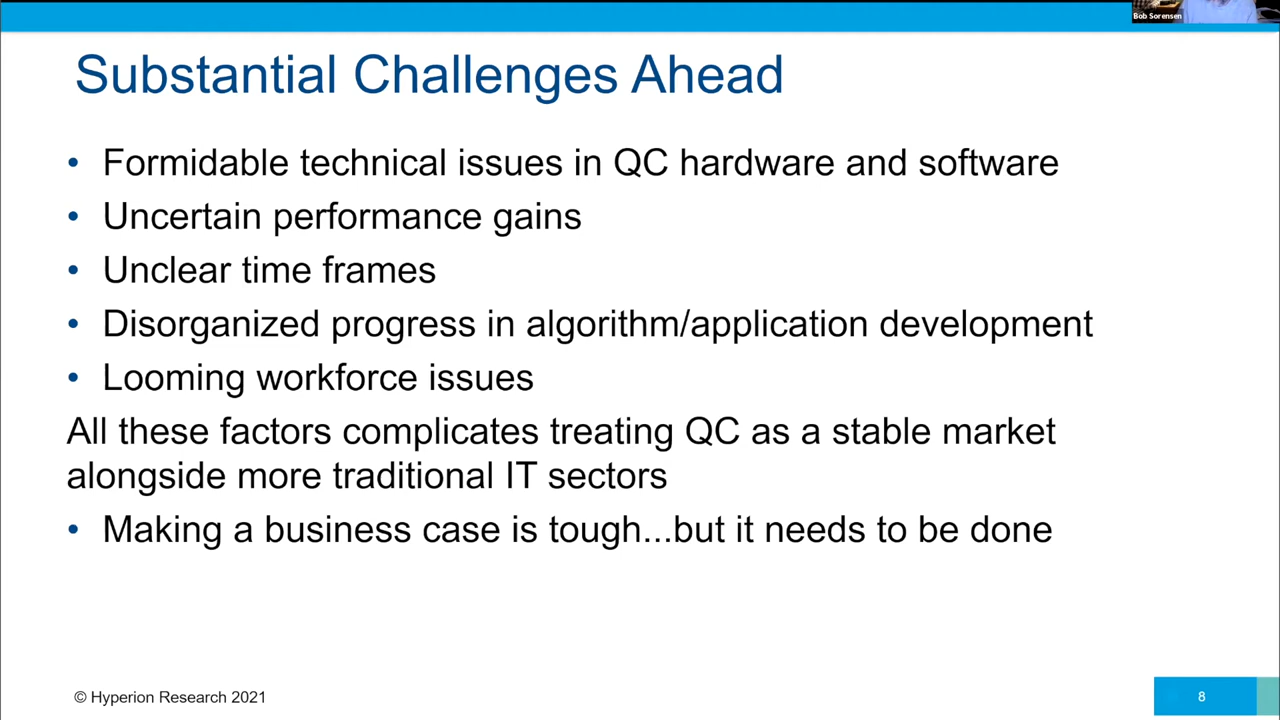 Bob Sorensen
Substantial Challenges Ahead
• Formidable technical issues in QC hardware and software
• Uncertain performance gains
• Unclear time frames
• Disorganized progress in algorithm/application development
• Looming workforce issues
All these factors complicates treating QC as a stable market
alongside more traditional IT sectors
• Making a business case is tough...but it needs to be done
© Hyperion Research 2021
8